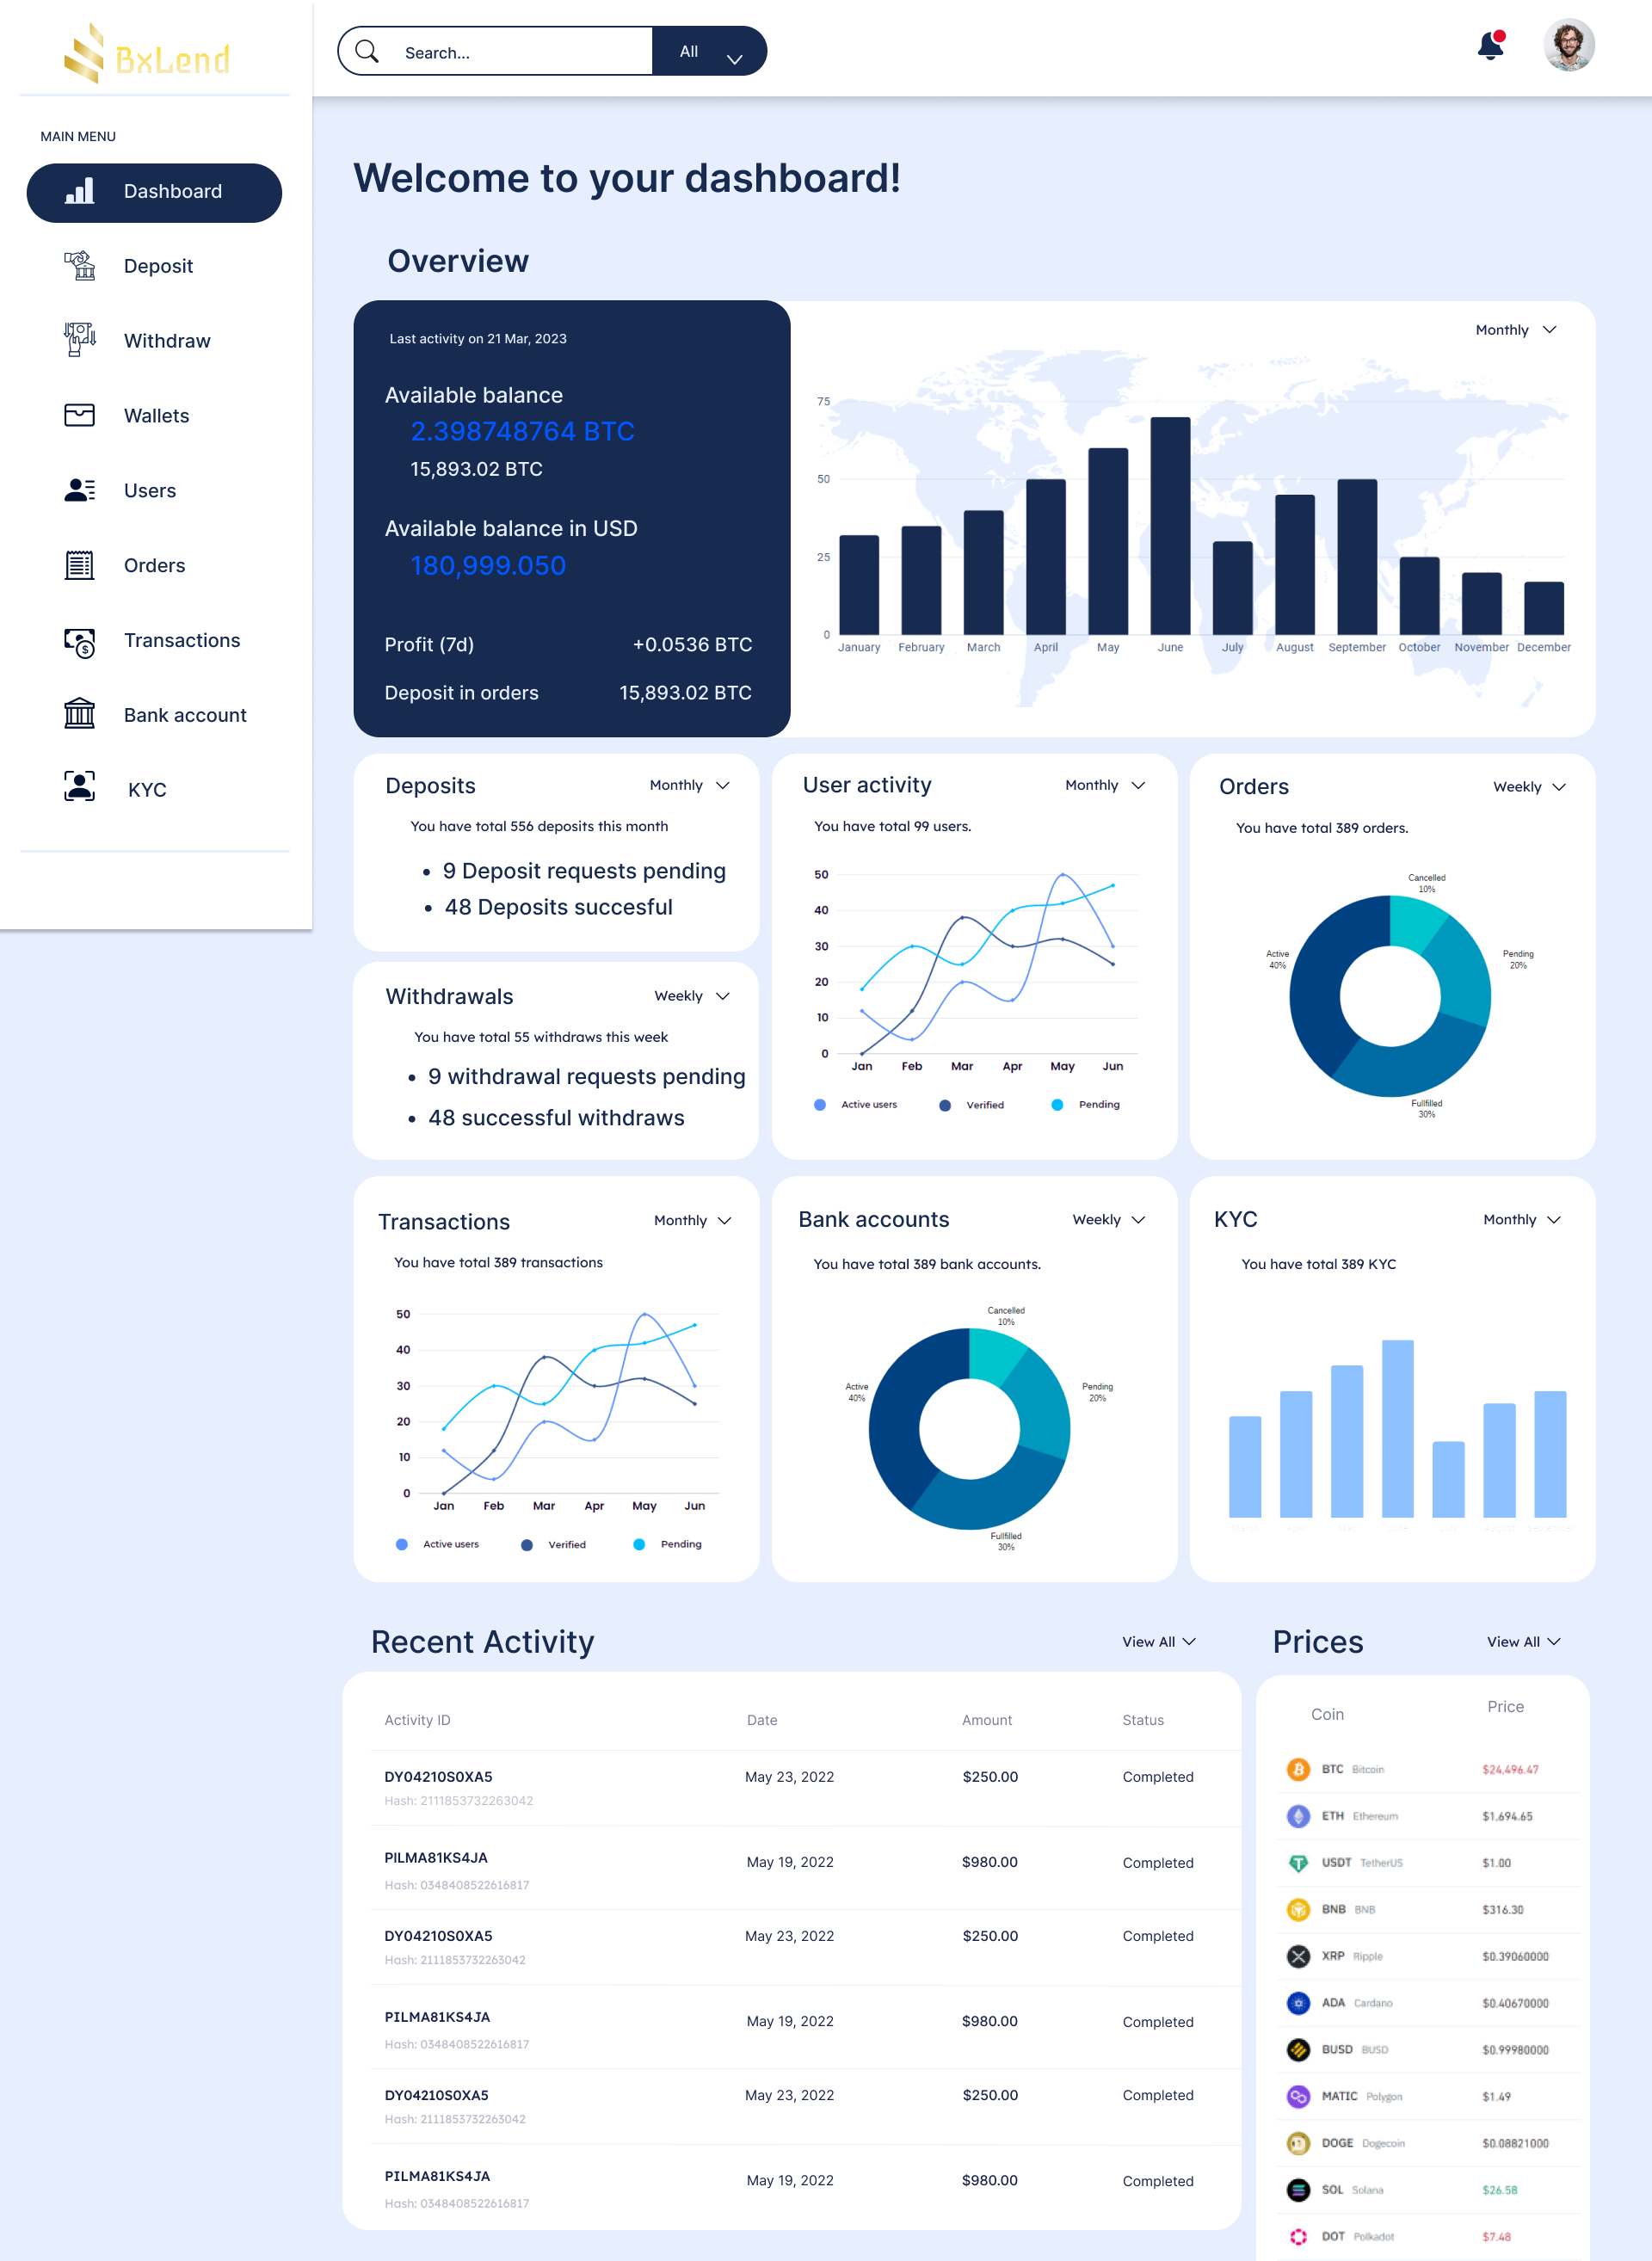 BxLend
Search...
All
MAIN MENU
Dashboard
Deposit
Withdraw
Wallets
Users
Orders
Transactions
Bank account
KYC
Welcome to your dashboard!
Overview
Last activity on 21 Mar, 2023
Available balance
2.398748764 BTC
15,893.02 BTC
Available balance in USD
180,999.050
Profit (7d) +0.0536 BTC
Deposit in orders 15,893.02 BTC
Monthly
75
50
25
0
January February March April May June July August September October November December
Deposits Monthly
You have total 556 deposits this month
• 9 Deposit requests pending
• 48 Deposits succesful
Withdrawals Weekly
You have total 55 withdraws this week
• 9 withdrawal requests pending
• 48 successful withdraws
User activity Monthly
You have total 99 users.
50
40
30
20
10
0
Jan Feb Mar Apr May Jun
Active users Verified Pending
Orders Weekly
You have total 389 orders.
Cancelled
10%
Active
40%
Pending
20%
Fullfilled
30%
Transactions Monthly
You have total 389 transactions
50
40
30
20
10
0
Jan Feb Mar Apr May Jun
Active users Verified Pending
Bank accounts Weekly
You have total 389 bank accounts.
Cancelled
10%
Active
40%
Pending
20%
Fullfilled
30%
KYC Monthly
You have total 389 KYC
March April May June July August September
Recent Activity View All
Activity ID Date Amount Status
DY04210S0XA5 May 23, 2022 $250.00 Completed
Hash: 2111853732263042
PILMA81KS4JA May 19, 2022 $980.00 Completed
Hash: 0348408522616817
DY04210S0XA5 May 23, 2022 $250.00 Completed
Hash: 2111853732263042
PILMA81KS4JA May 19, 2022 $980.00 Completed
Hash: 0348408522616817
DY04210S0XA5 May 23, 2022 $250.00 Completed
Hash: 2111853732263042
PILMA81KS4JA May 19, 2022 $980.00 Completed
Hash: 0348408522616817
Prices View All
Coin Price
BTC Bitcoin $24,496.47
ETH Ethereum $1,694.65
USDT TetherUS $1.00
BNB BNB $316.30
XRP Ripple $0.39060000
ADA Cardano $0.40670000
BUSD BUSD $0.99980000
MATIC Polygon $1.49
DOGE Dogecoin $0.08821000
SOL Solana $26.58
DOT Polkadot $7.48